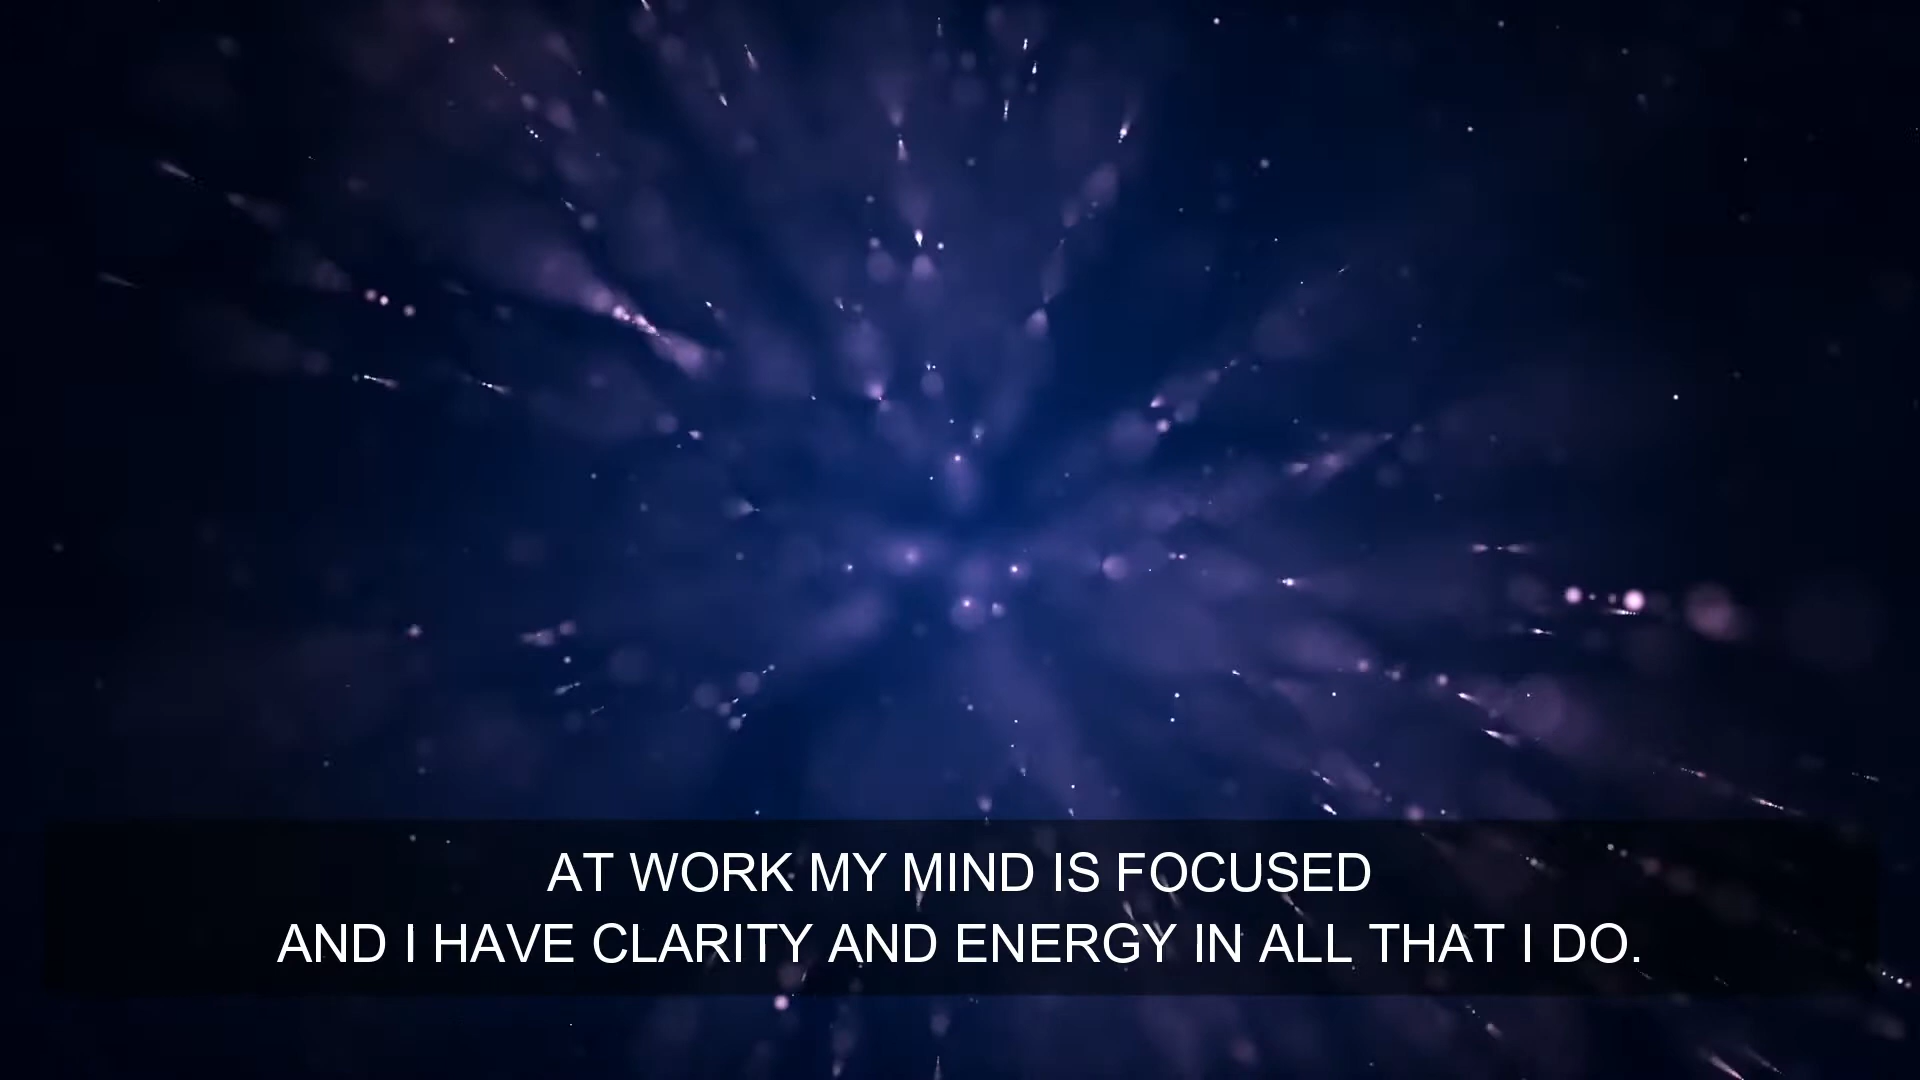 AT WORK MY MIND IS FOCUSED
AND I HAVE CLARITY AND ENERGY IN ALL THAT I DO.